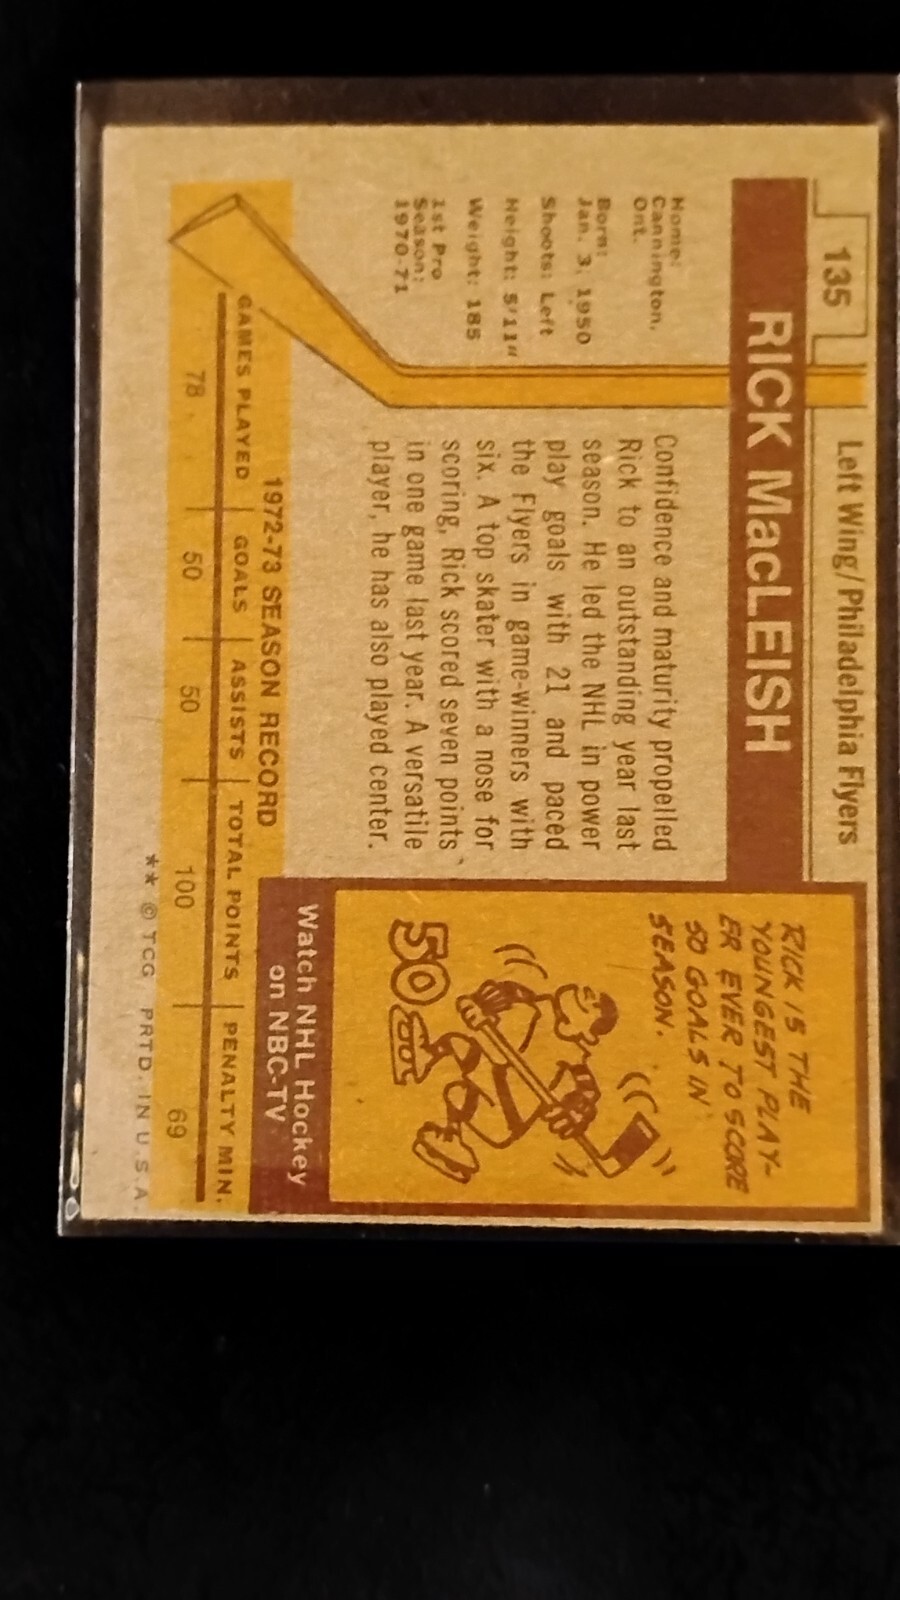 135
Left Wing/Philadelphia Flyers
RICK MacLEISH
Home:
Cannington,
Ont.
Born:
Jan. 3, 1950
Shoots: Left
Height: 5'11"
Weight: 185
1st Pro
Season:
1970-71
Confidence and maturity propelled
Rick to an outstanding year last
season. He led the NHL in power
play goals with 21 and paced
the Flyers in game-winners with
six. A top skater with a nose for
scoring, Rick scored seven points
in one game last year. A versatile
player, he has also played center.
RICK IS THE
YOUNGEST PLAY-
ER EVER TO SCORE
50 GOALS IN
SEASON.
50
Watch NHL Hockey
on NBC-TV
1972-73 SEASON RECORD
GAMES PLAYED GOALS ASSISTS TOTAL POINTS PENALTY MIN.
78 50 50 100 69
** © TCG PRTD. IN U.S.A.